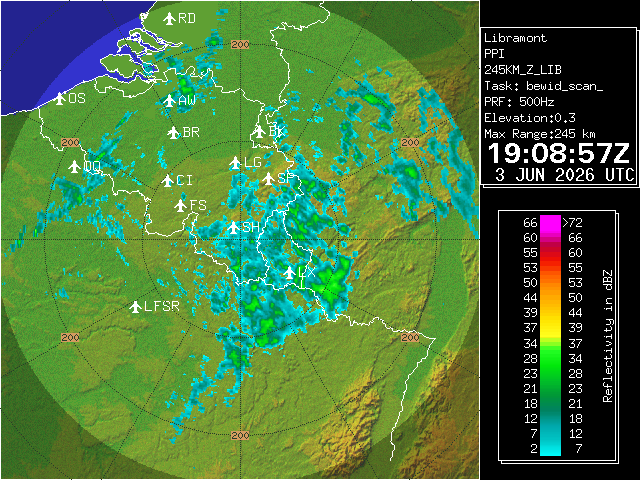 RD
200
OS
AW
BR
200
200
LG
CI
SP
FS
SH
LX
LFSR
200
200
200
Libramont
PPI
245KM_Z_LIB
Task: bewid_scan_
PRF: 500Hz
Elevation:0.3
Max Range:245 km
19:08:57Z
3 JUN 2026 UTC
66 >72
60 66
55 60
53 55
50 53
44 50
39 44
37 39
34 37
28 34
23 28
21 23
18 21
12 18
7 12
2 7
Reflectivity in dBZ